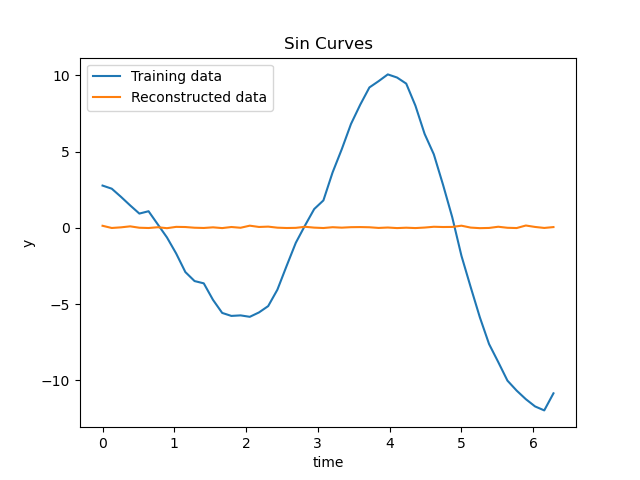 Sin Curves
Training data
Reconstructed data
10
5
0
−5
−10
y
0 1 2 3 4 5 6
time